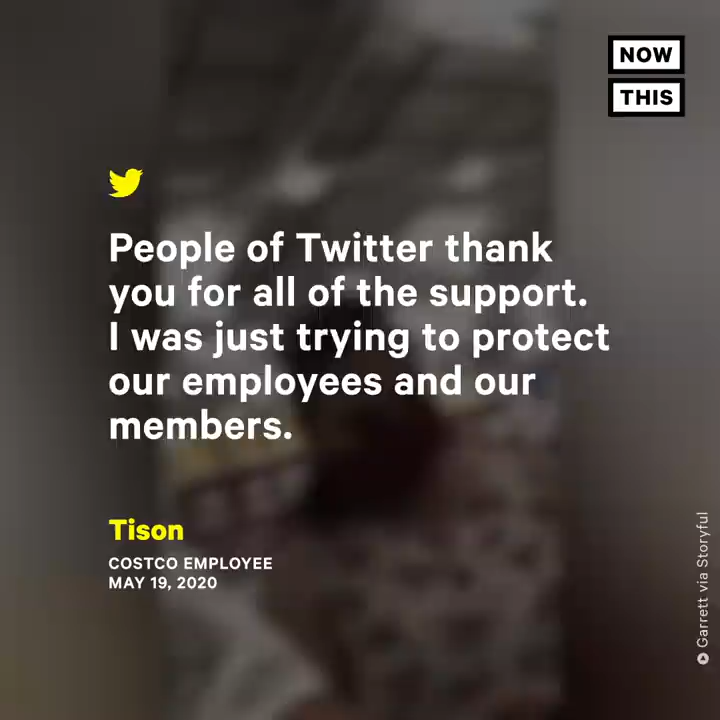 NOW
THIS
People of Twitter thank
you for all of the support.
I was just trying to protect
our employees and our
members.
Tison
COSTCO EMPLOYEE
MAY 19, 2020
Garrett via Storyful